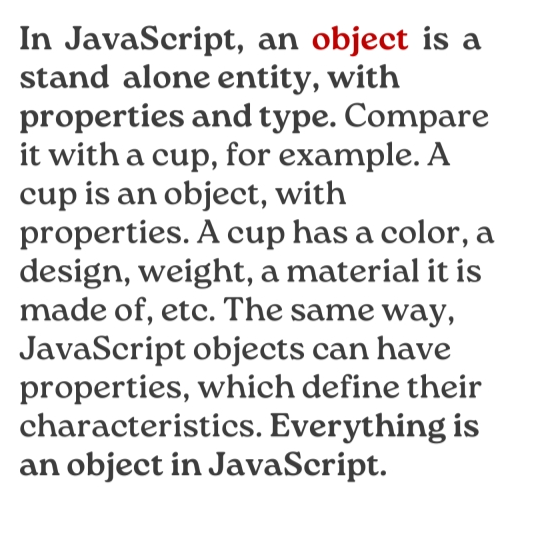 In JavaScript, an object is a
stand alone entity, with
properties and type. Compare
it with a cup, for example. A
cup is an object, with
properties. A cup has a color, a
design, weight, a material it is
made of, etc. The same way,
JavaScript objects can have
properties, which define their
characteristics. Everything is
an object in JavaScript.